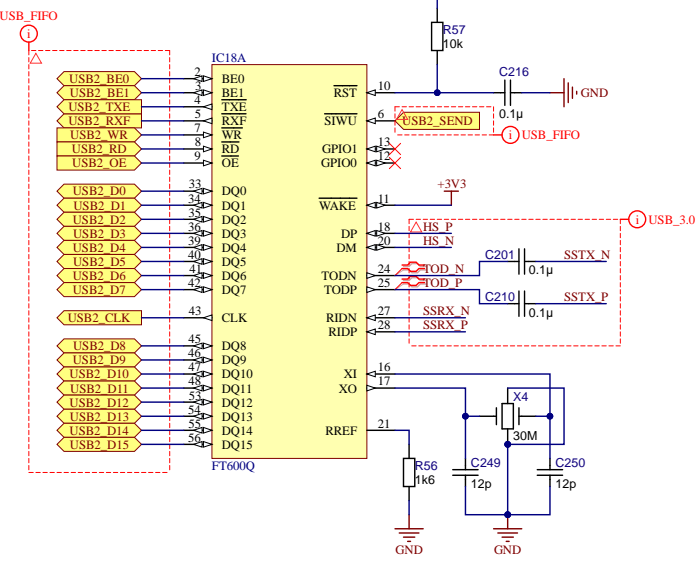 USB_FIFO
R57
10k
IC18A
C216
0.1µ
GND
USB2_BE0 2 BE0
USB2_BE1 3 BE1
USB2_TXE 4 TXE
USB2_RXF 5 RXF
USB2_WR 7 WR
USB2_RD 8 RD
USB2_OE 9 OE
RST 10
SIWU 6 USB2_SEND
USB_FIFO
GPIO1 13
GPIO0 12
+3V3
WAKE 11
USB_3.0
USB2_D0 33 DQ0
USB2_D1 34 DQ1
USB2_D2 35 DQ2
USB2_D3 36 DQ3
USB2_D4 39 DQ4
USB2_D5 40 DQ5
USB2_D6 41 DQ6
USB2_D7 42 DQ7
DP 18 HS_P
DM 20 HS_N
C201
0.1µ
SSTX_N
TODN 24 TOD_N
TODP 25 TOD_P
C210
0.1µ
SSTX_P
USB2_CLK 43 CLK
RIDN 27 SSRX_N
RIDP 28 SSRX_P
USB2_D8 45 DQ8
USB2_D9 46 DQ9
USB2_D10 47 DQ10
USB2_D11 48 DQ11
USB2_D12 53 DQ12
USB2_D13 54 DQ13
USB2_D14 55 DQ14
USB2_D15 56 DQ15
XI 16
XO 17
X4
30M
RREF 21
FT600Q
R56
1k6
C249
12p
C250
12p
GND
GND